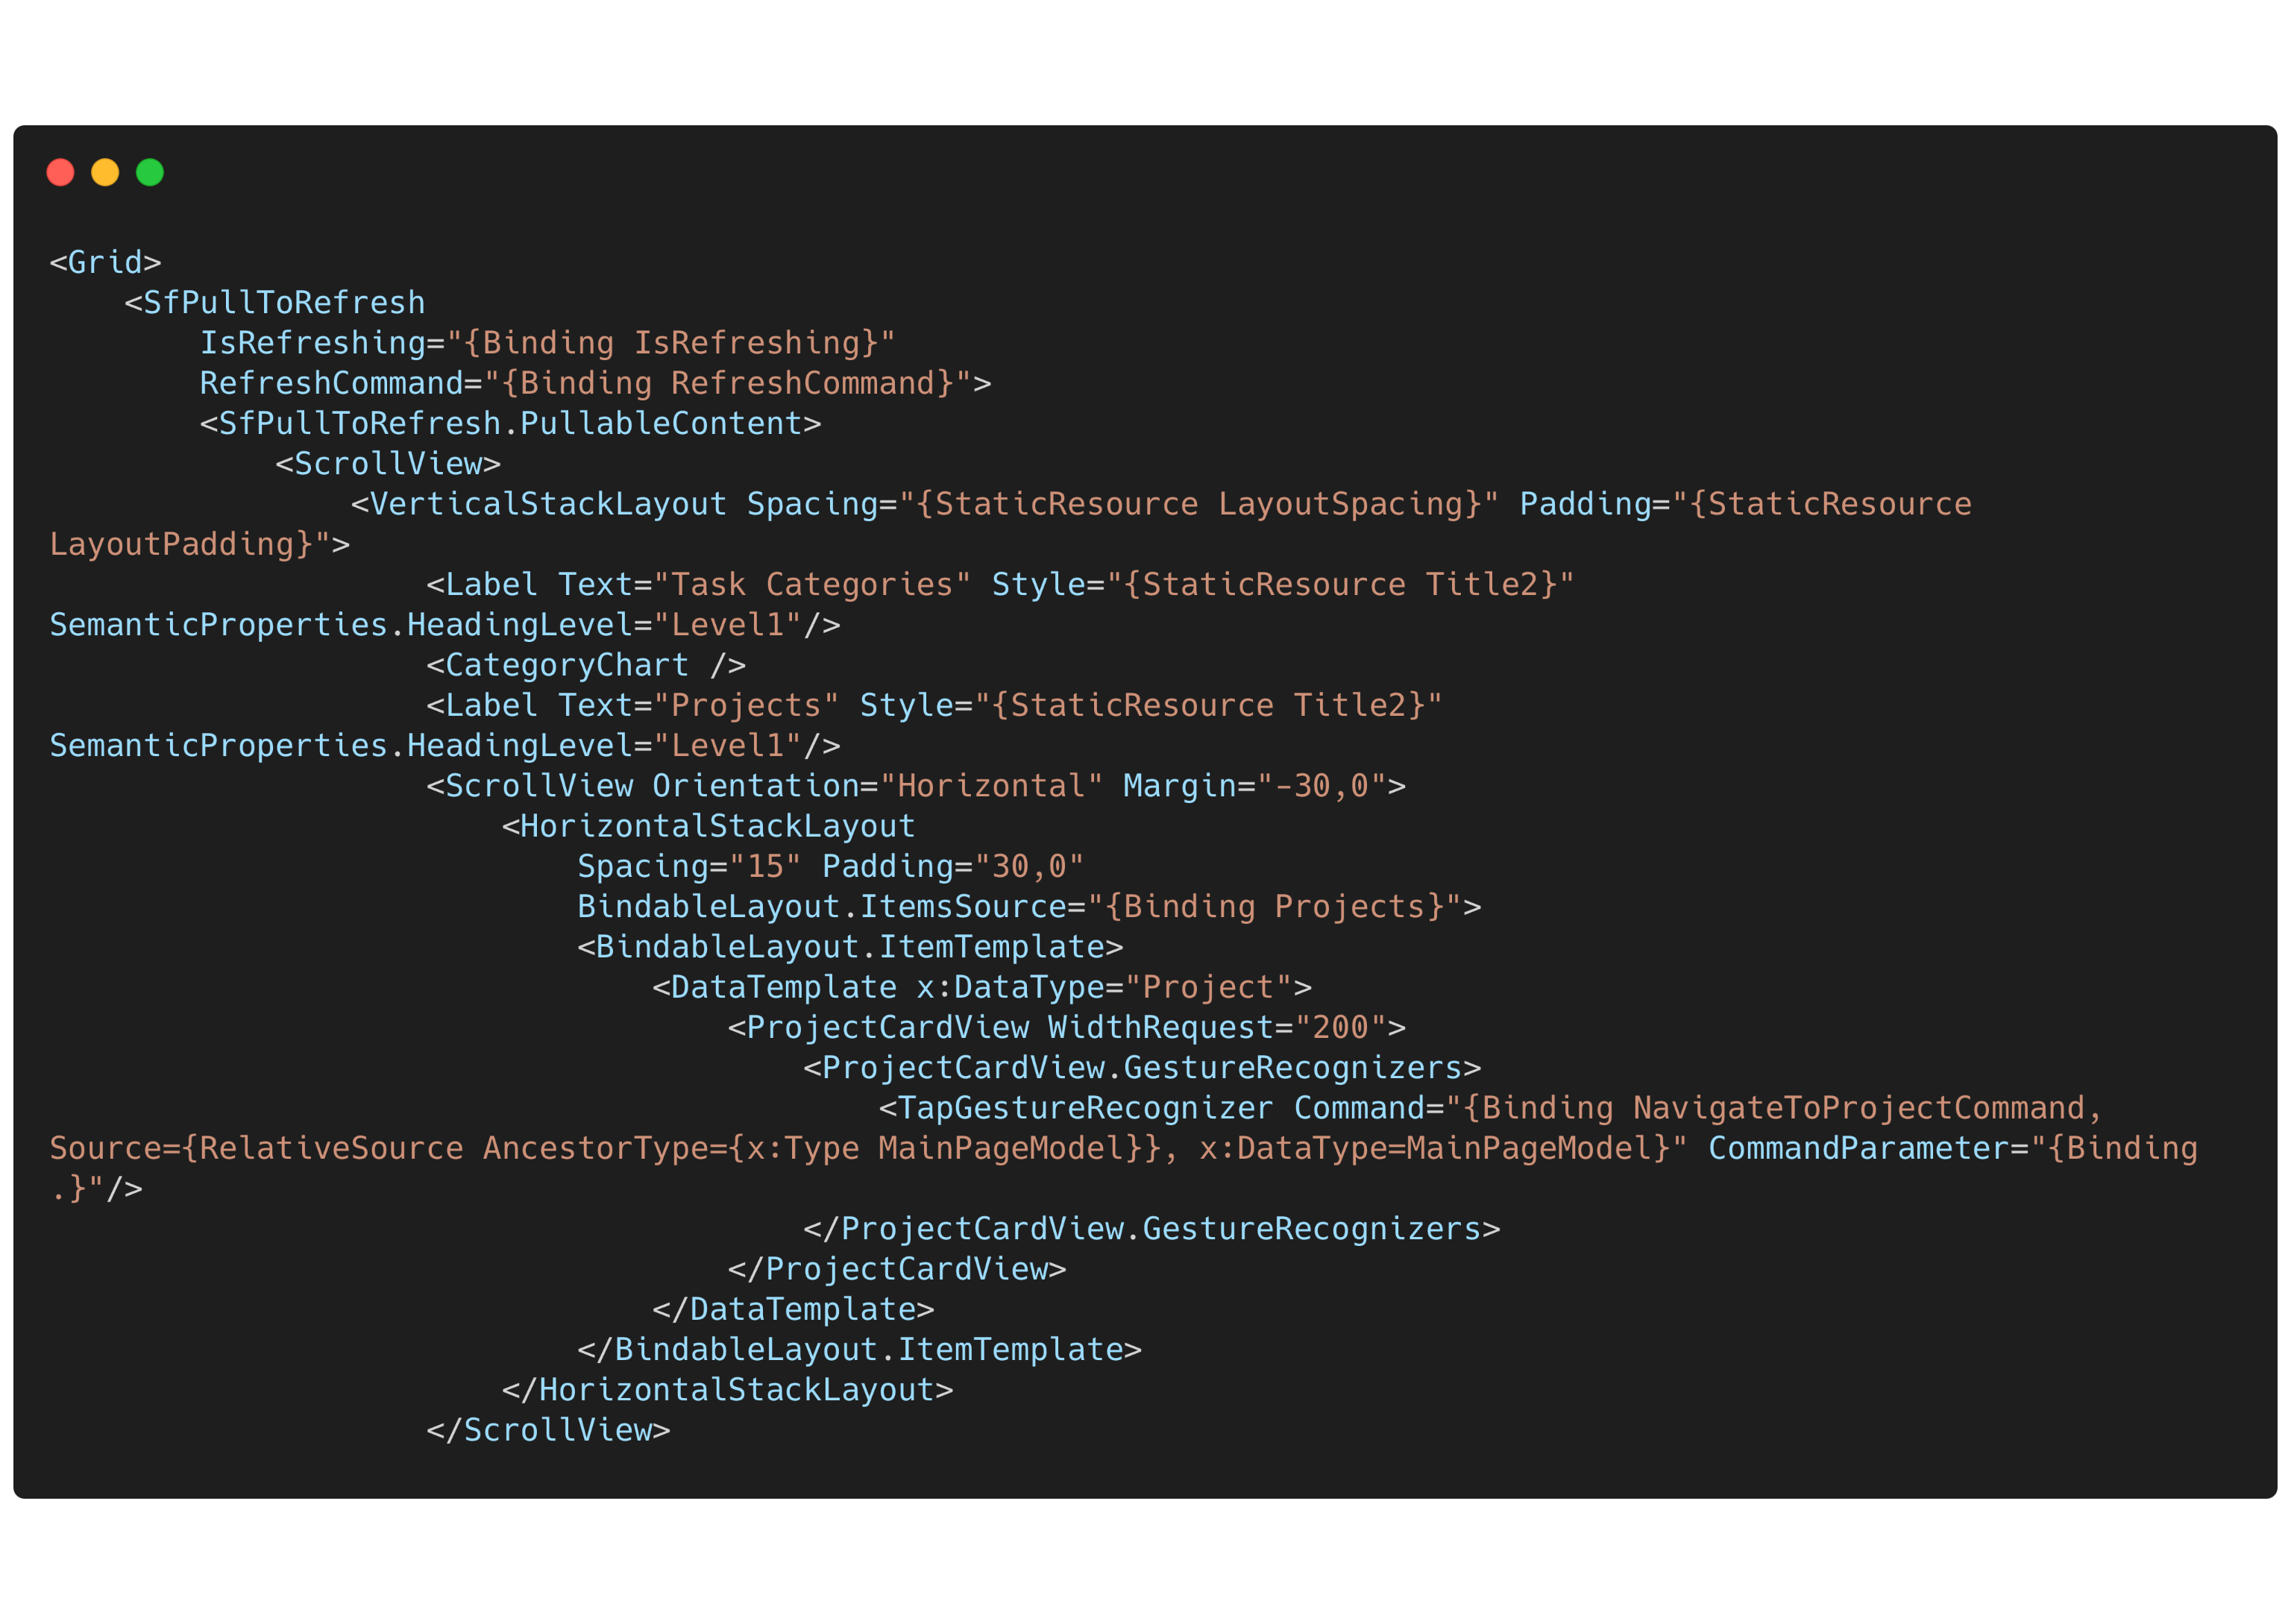 <Grid>
    <SfPullToRefresh
        IsRefreshing="{Binding IsRefreshing}"
        RefreshCommand="{Binding RefreshCommand}">
        <SfPullToRefresh.PullableContent>
            <ScrollView>
                <VerticalStackLayout Spacing="{StaticResource LayoutSpacing}" Padding="{StaticResource
LayoutPadding}">
                    <Label Text="Task Categories" Style="{StaticResource Title2}"
SemanticProperties.HeadingLevel="Level1"/>
                    <CategoryChart />
                    <Label Text="Projects" Style="{StaticResource Title2}"
SemanticProperties.HeadingLevel="Level1"/>
                    <ScrollView Orientation="Horizontal" Margin="-30,0">
                        <HorizontalStackLayout
                            Spacing="15" Padding="30,0"
                            BindableLayout.ItemsSource="{Binding Projects}">
                            <BindableLayout.ItemTemplate>
                                <DataTemplate x:DataType="Project">
                                    <ProjectCardView WidthRequest="200">
                                        <ProjectCardView.GestureRecognizers>
                                            <TapGestureRecognizer Command="{Binding NavigateToProjectCommand,
Source={RelativeSource AncestorType={x:Type MainPageModel}}, x:DataType=MainPageModel}" CommandParameter="{Binding
.}"/>
                                        </ProjectCardView.GestureRecognizers>
                                    </ProjectCardView>
                                </DataTemplate>
                            </BindableLayout.ItemTemplate>
                        </HorizontalStackLayout>
                    </ScrollView>